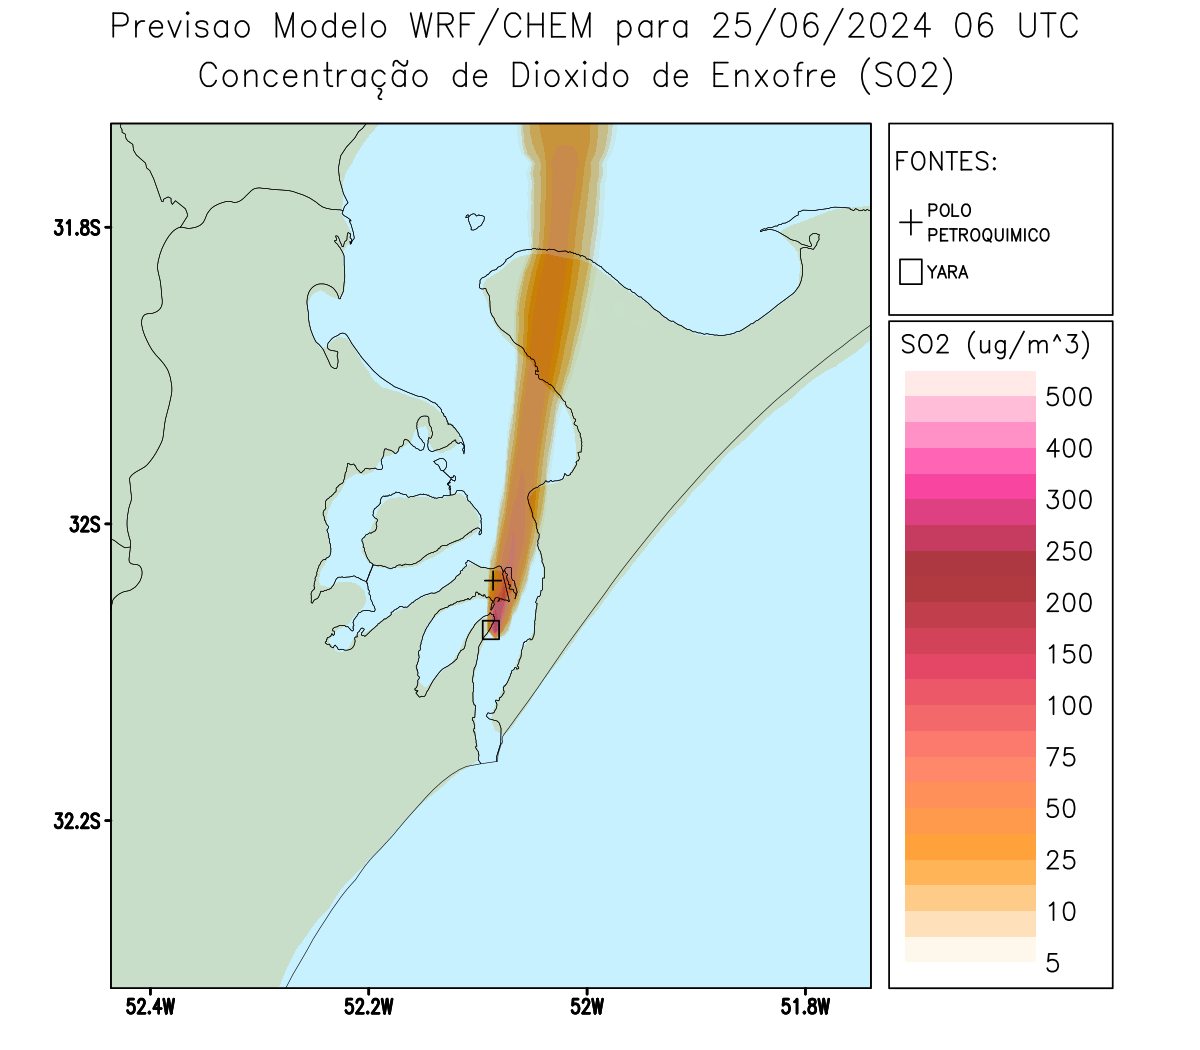 Previsao Modelo WRF/CHEM para 25/06/2024 06 UTC
Concentração de Dioxido de Enxofre (SO2)
FONTES:
POLO
PETROQUIMICO
YARA
SO2 (ug/m^3)
500
400
300
250
200
150
100
75
50
25
10
5
31.8S
32S
32.2S
52.4W
52.2W
52W
51.8W